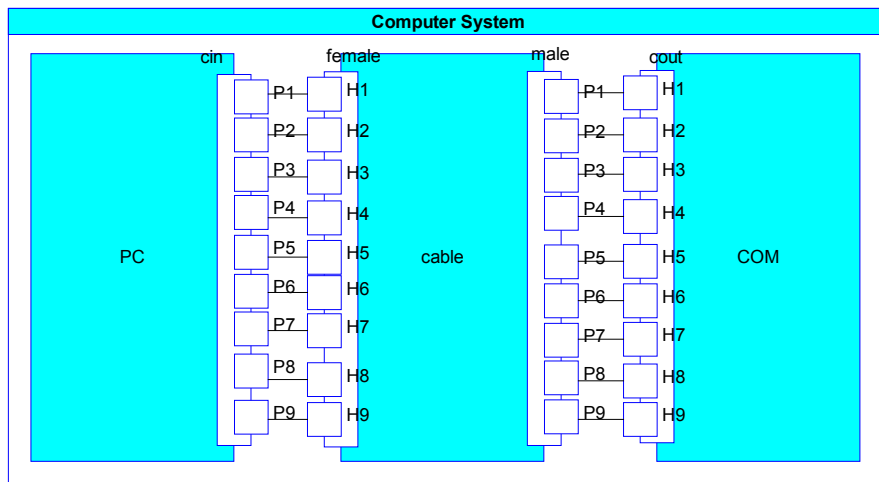 Computer System
cin female male cout
P1 H1 P1 H1
P2 H2 P2 H2
P3 H3 P3 H3
P4 H4 P4 H4
PC P5 H5 cable P5 H5 COM
P6 H6 P6 H6
P7 H7 P7 H7
P8 H8 P8 H8
P9 H9 P9 H9